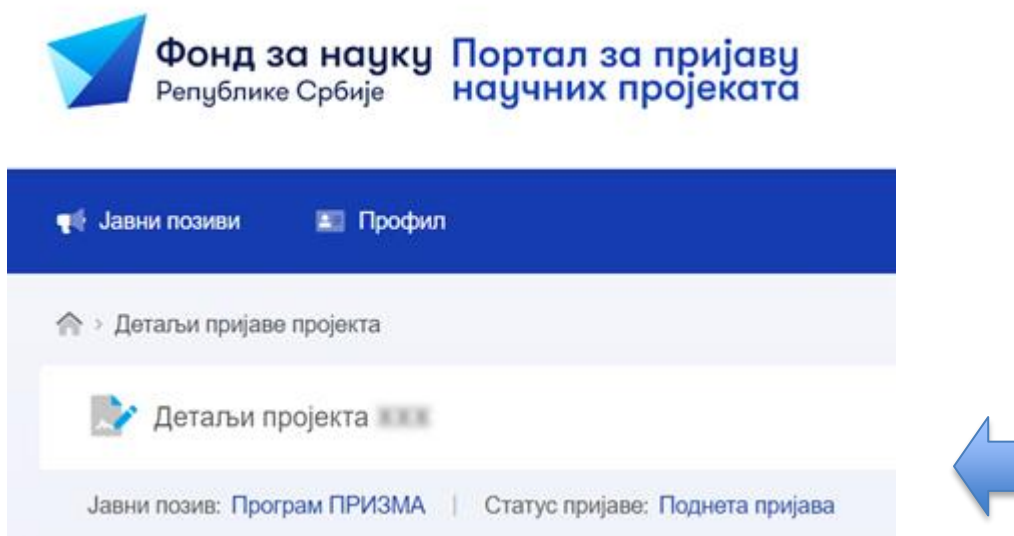 Фонд за науку
Републике Србије
Портал за пријаву
научних пројеката
Јавни позиви Профил
> Детаљи пријаве пројекта
Детаљи пројекта
Јавни позив: Програм ПРИЗМА | Статус пријаве: Поднета пријава